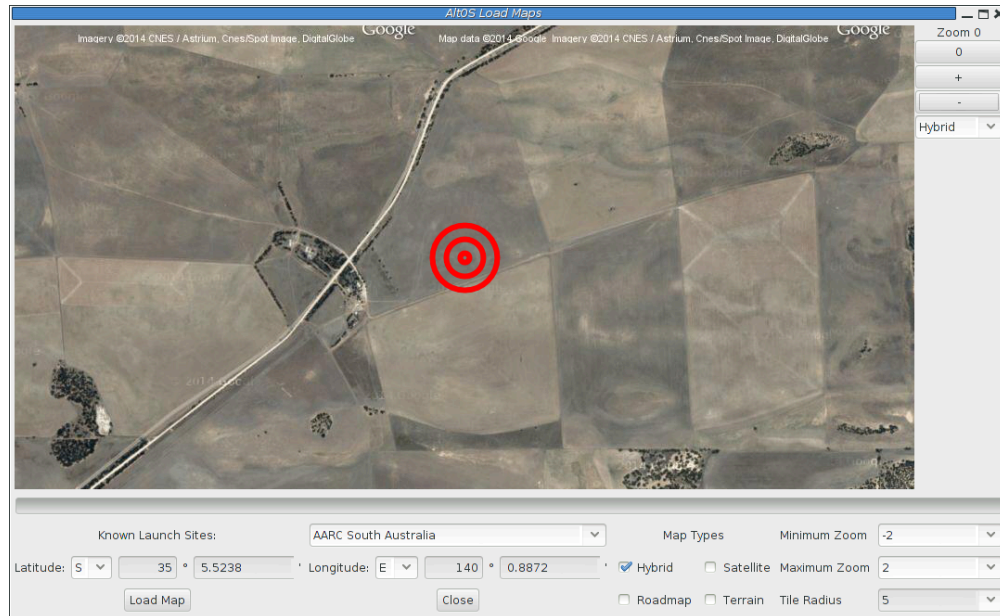 AltOS Load Maps
Imagery ©2014 CNES / Astrium, Cnes/Spot Image, DigitalGlobe Google Map data ©2014 Google Imagery ©2014 CNES / Astrium, Cnes/Spot Image, DigitalGlobe Google
Zoom 0
0
+
-
Hybrid
Known Launch Sites: AARC South Australia Map Types Minimum Zoom -2
Latitude: S 35 ° 5.5238 ' Longitude: E 140 ° 0.8872 ' Hybrid Satellite Maximum Zoom 2
Load Map Close Roadmap Terrain Tile Radius 5